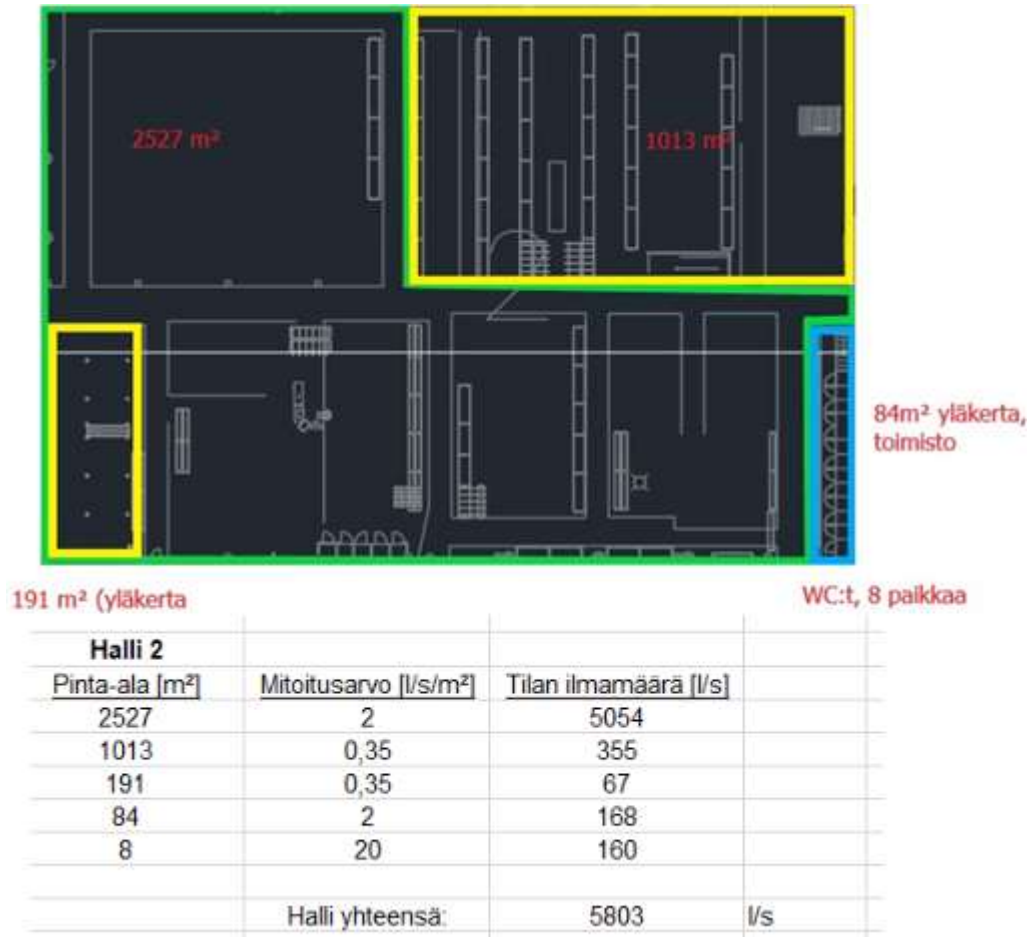 2527 m²
1013 m²
84m² yläkerta,
toimisto
191 m² (yläkerta
WC:t, 8 paikkaa
Halli 2
Pinta-ala [m²] Mitoitusarvo [l/s/m²] Tilan ilmamäärä [l/s]
2527 2 5054
1013 0,35 355
191 0,35 67
84 2 168
8 20 160
Halli yhteensä: 5803 l/s